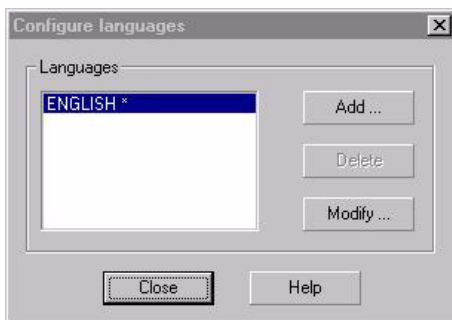 Configure languages
Languages
ENGLISH *
Add ...
Delete
Modify ...
Close
Help